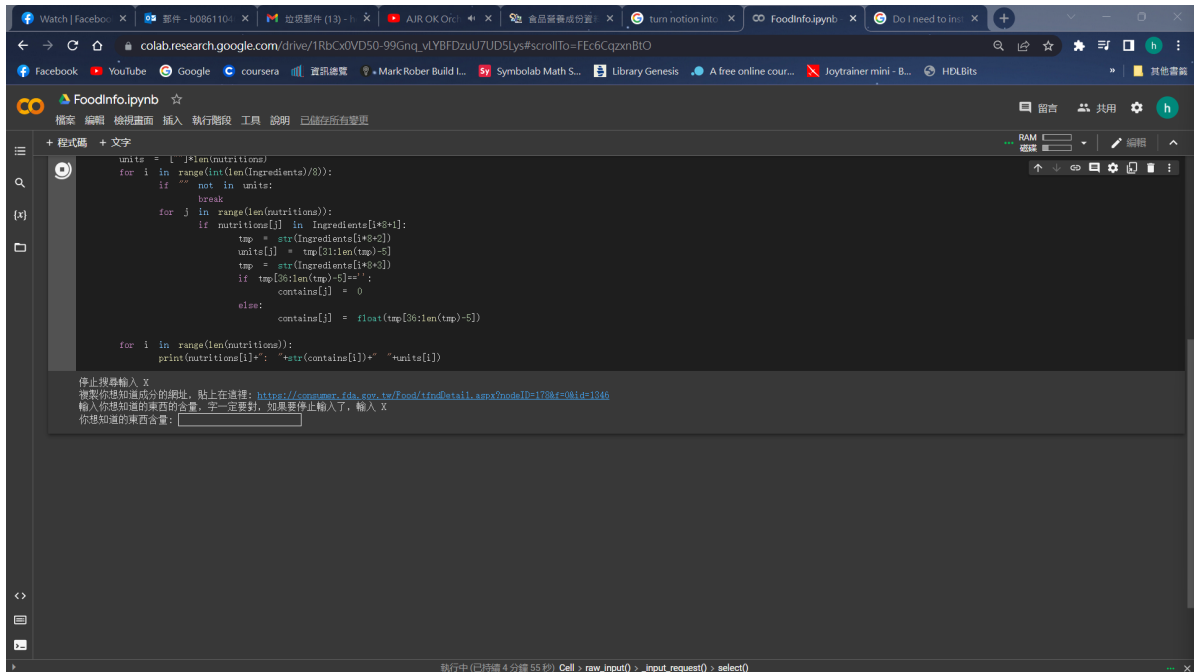 Watch | Faceboo
郵件 - b0861104
垃圾郵件 (13) - h
AJR OK Orch
食品營養成份資
turn notion into
FoodInfo.ipynb
Do I need to inst
colab.research.google.com/drive/1RbCx0VD50-99Gnq_vLYBFDzuU7UD5Lys#scrollTo=FEc6CqzxnBtO
h
Facebook
YouTube
Google
coursera
資訊總覽
Mark Rober Build I...
Symbolab Math S...
Library Genesis
A free online cour...
Joytrainer mini - B...
HDLBits
»
其他書籤
CO FoodInfo.ipynb
留言 共用 h
檔案 編輯 檢視畫面 插入 執行階段 工具 說明 已儲存所有變更
+ 程式碼 + 文字
RAM
磁碟
編輯
units = [""]*len(nutritions)
for i in range(int(len(Ingredients)/8)):
if "" not in units:
break
for j in range(len(nutritions)):
if nutritions[j] in Ingredients[i*8+1]:
tmp = str(Ingredients[i*8+2])
units[j] = tmp[31:len(tmp)-5]
tmp = str(Ingredients[i*8+3])
if tmp[36:len(tmp)-5]=='':
contains[j] = 0
else:
contains[j] = float(tmp[36:len(tmp)-5])
for i in range(len(nutritions)):
print(nutritions[i]+": "+str(contains[i])+" "+units[i])
停止搜尋輸入 X
複製你想知道成分的網址, 貼上在這裡: https://consumer.fda.gov.tw/Food/tfndDetail.aspx?nodeID=178&f=0&id=1346
輸入你想知道的東西的含量, 字一定要對, 如果要停止輸入了, 輸入 X
你想知道的東西含量:
{x}
執行中 (已持續 4 分鐘 55 秒) Cell > raw_input() > _input_request() > select()